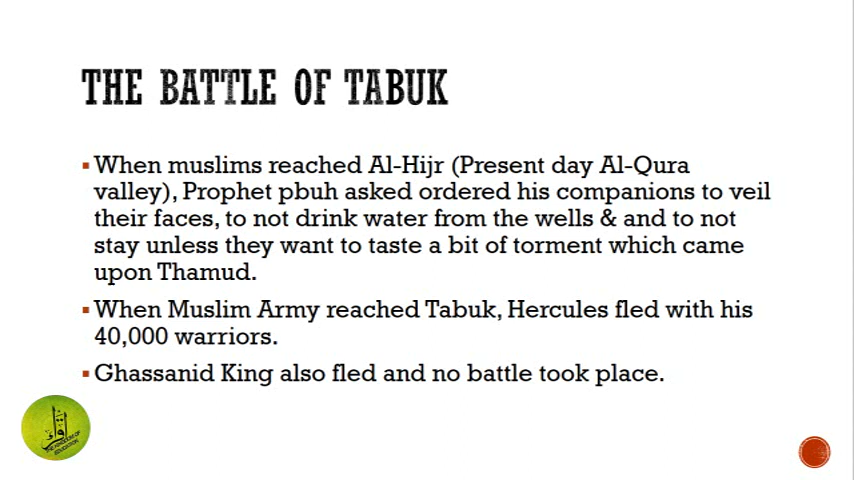 THE BATTLE OF TABUK
When muslims reached Al-Hijr (Present day Al-Qura
valley), Prophet pbuh asked ordered his companions to veil
their faces, to not drink water from the wells & and to not
stay unless they want to taste a bit of torment which came
upon Thamud.
When Muslim Army reached Tabuk, Hercules fled with his
40,000 warriors.
Ghassanid King also fled and no battle took place.